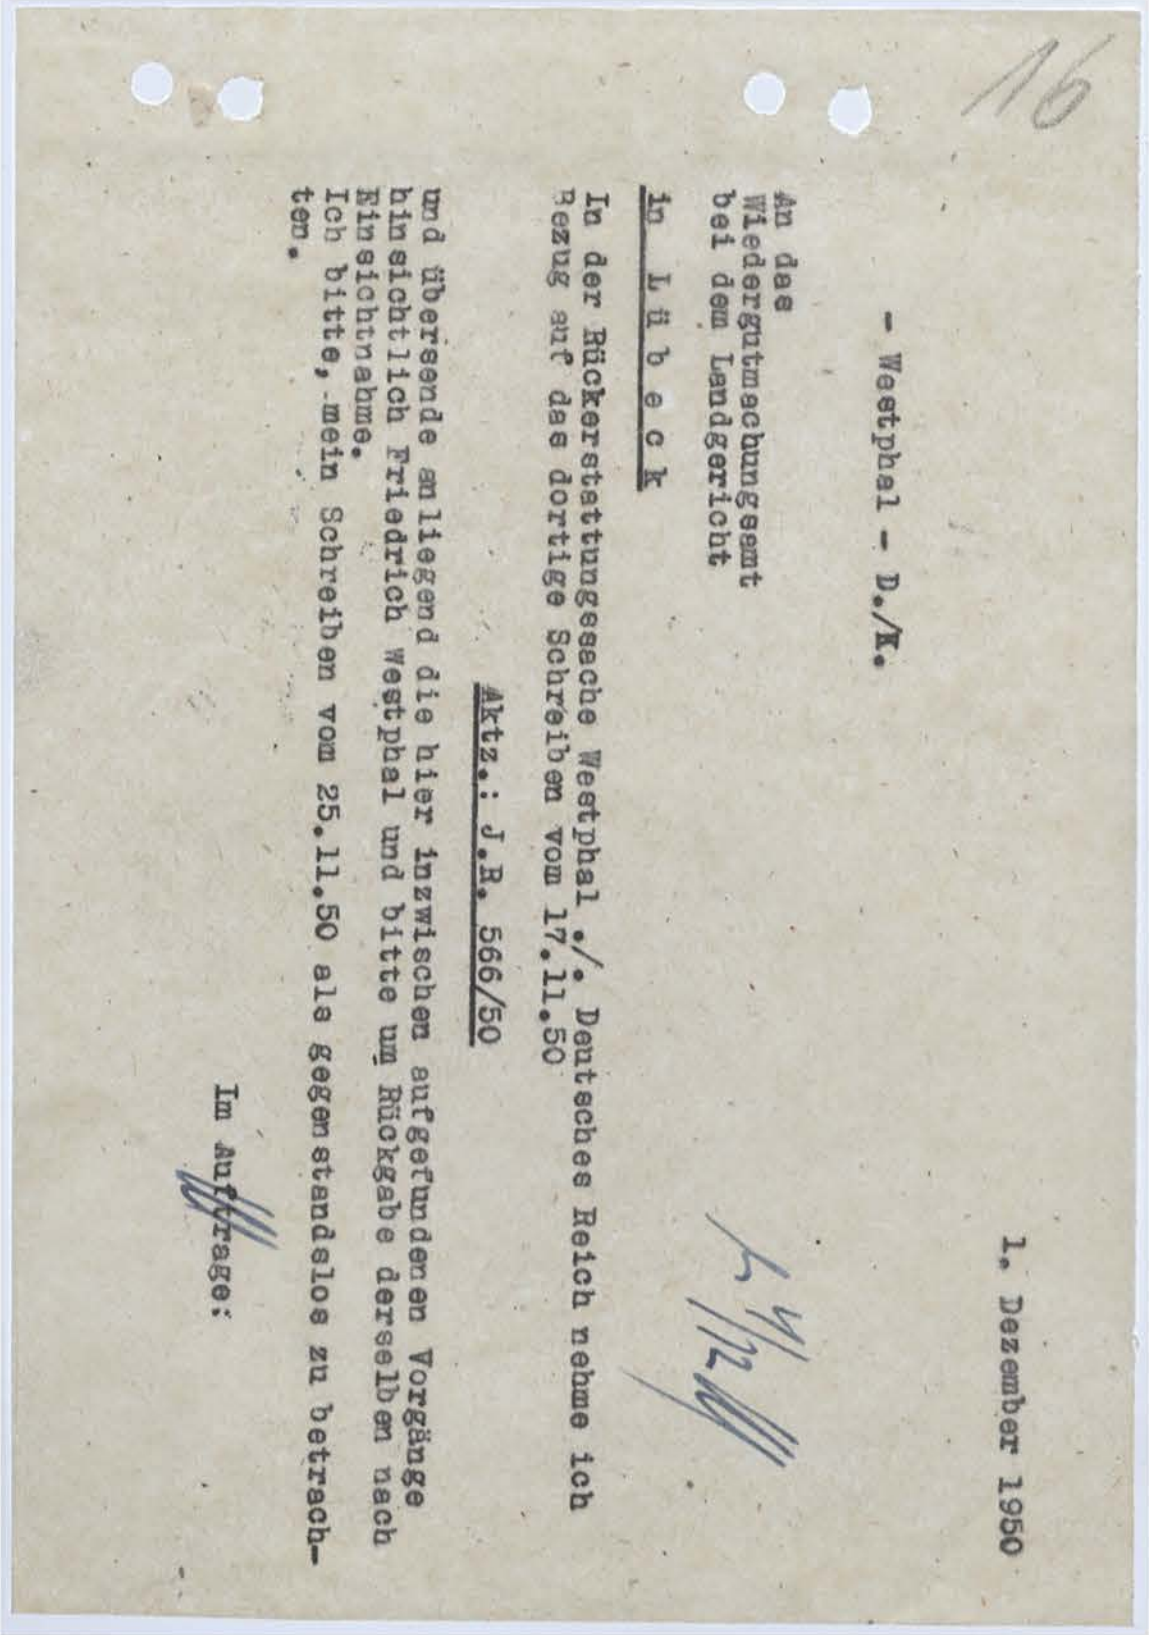 16
1. Dezember 1950
- Westphal - D./K.
An das
Wiedergutmachungsamt
bei dem Landgericht
in Lübeck
In der Rückerstattungssache Westphal ./. Deutsches Reich nehme ich
Bezug auf das dortige Schreiben vom 17.11.50
Aktz.: J.R. 566/50
und übersende anliegend die hier inzwischen aufgefundenen Vorgänge
hinsichtlich Friedrich Westphal und bitte um Rückgabe derselben nach
Einsichtnahme.
Ich bitte, mein Schreiben vom 25.11.50 als gegenstandslos zu betrach-
ten.
Im Auftrage: